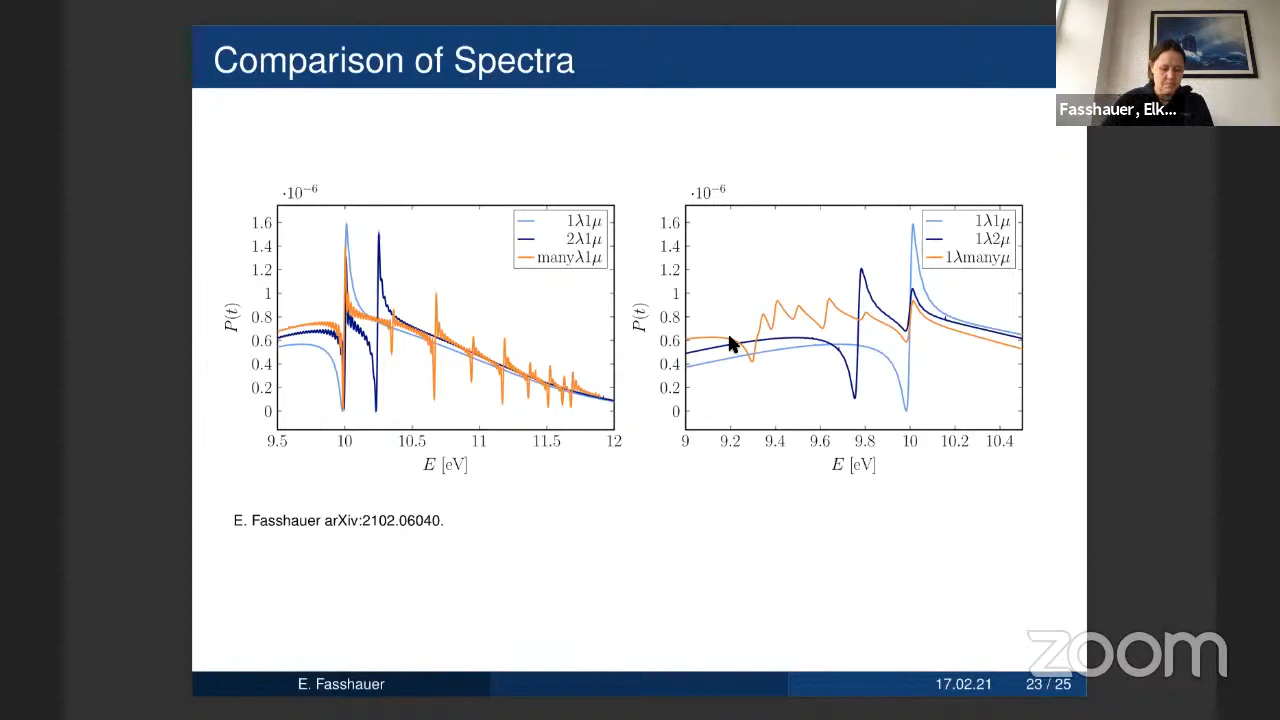 Comparison of Spectra
Fasshauer, Elk...
·10⁻⁶
1λ1μ
2λ1μ
manyλ1μ
1.6
1.4
1.2
1
0.8
0.6
0.4
0.2
0
P(t)
9.5 10 10.5 11 11.5 12
E [eV]
·10⁻⁶
1λ1μ
1λ2μ
1λmanyμ
1.6
1.4
1.2
1
0.8
0.6
0.4
0.2
0
P(t)
9 9.2 9.4 9.6 9.8 10 10.2 10.4
E [eV]
E. Fasshauer arXiv:2102.06040.
zoom
E. Fasshauer 17.02.21 23 / 25